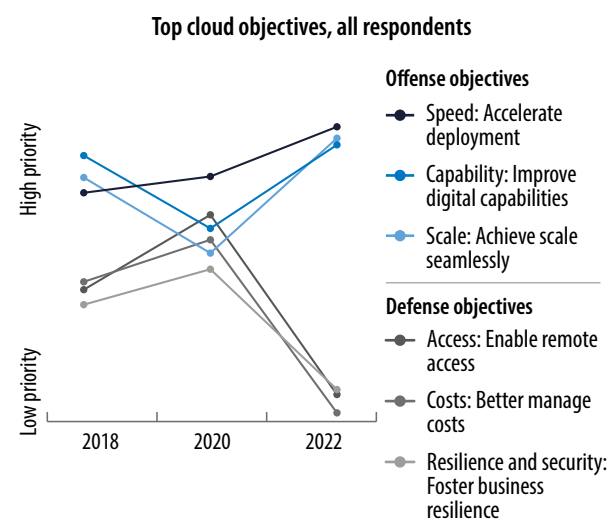 Top cloud objectives, all respondents
High priority
Low priority
2018
2020
2022
Offense objectives
Speed: Accelerate
deployment
Capability: Improve
digital capabilities
Scale: Achieve scale
seamlessly
Defense objectives
Access: Enable remote
access
Costs: Better manage
costs
Resilience and security:
Foster business
resilience